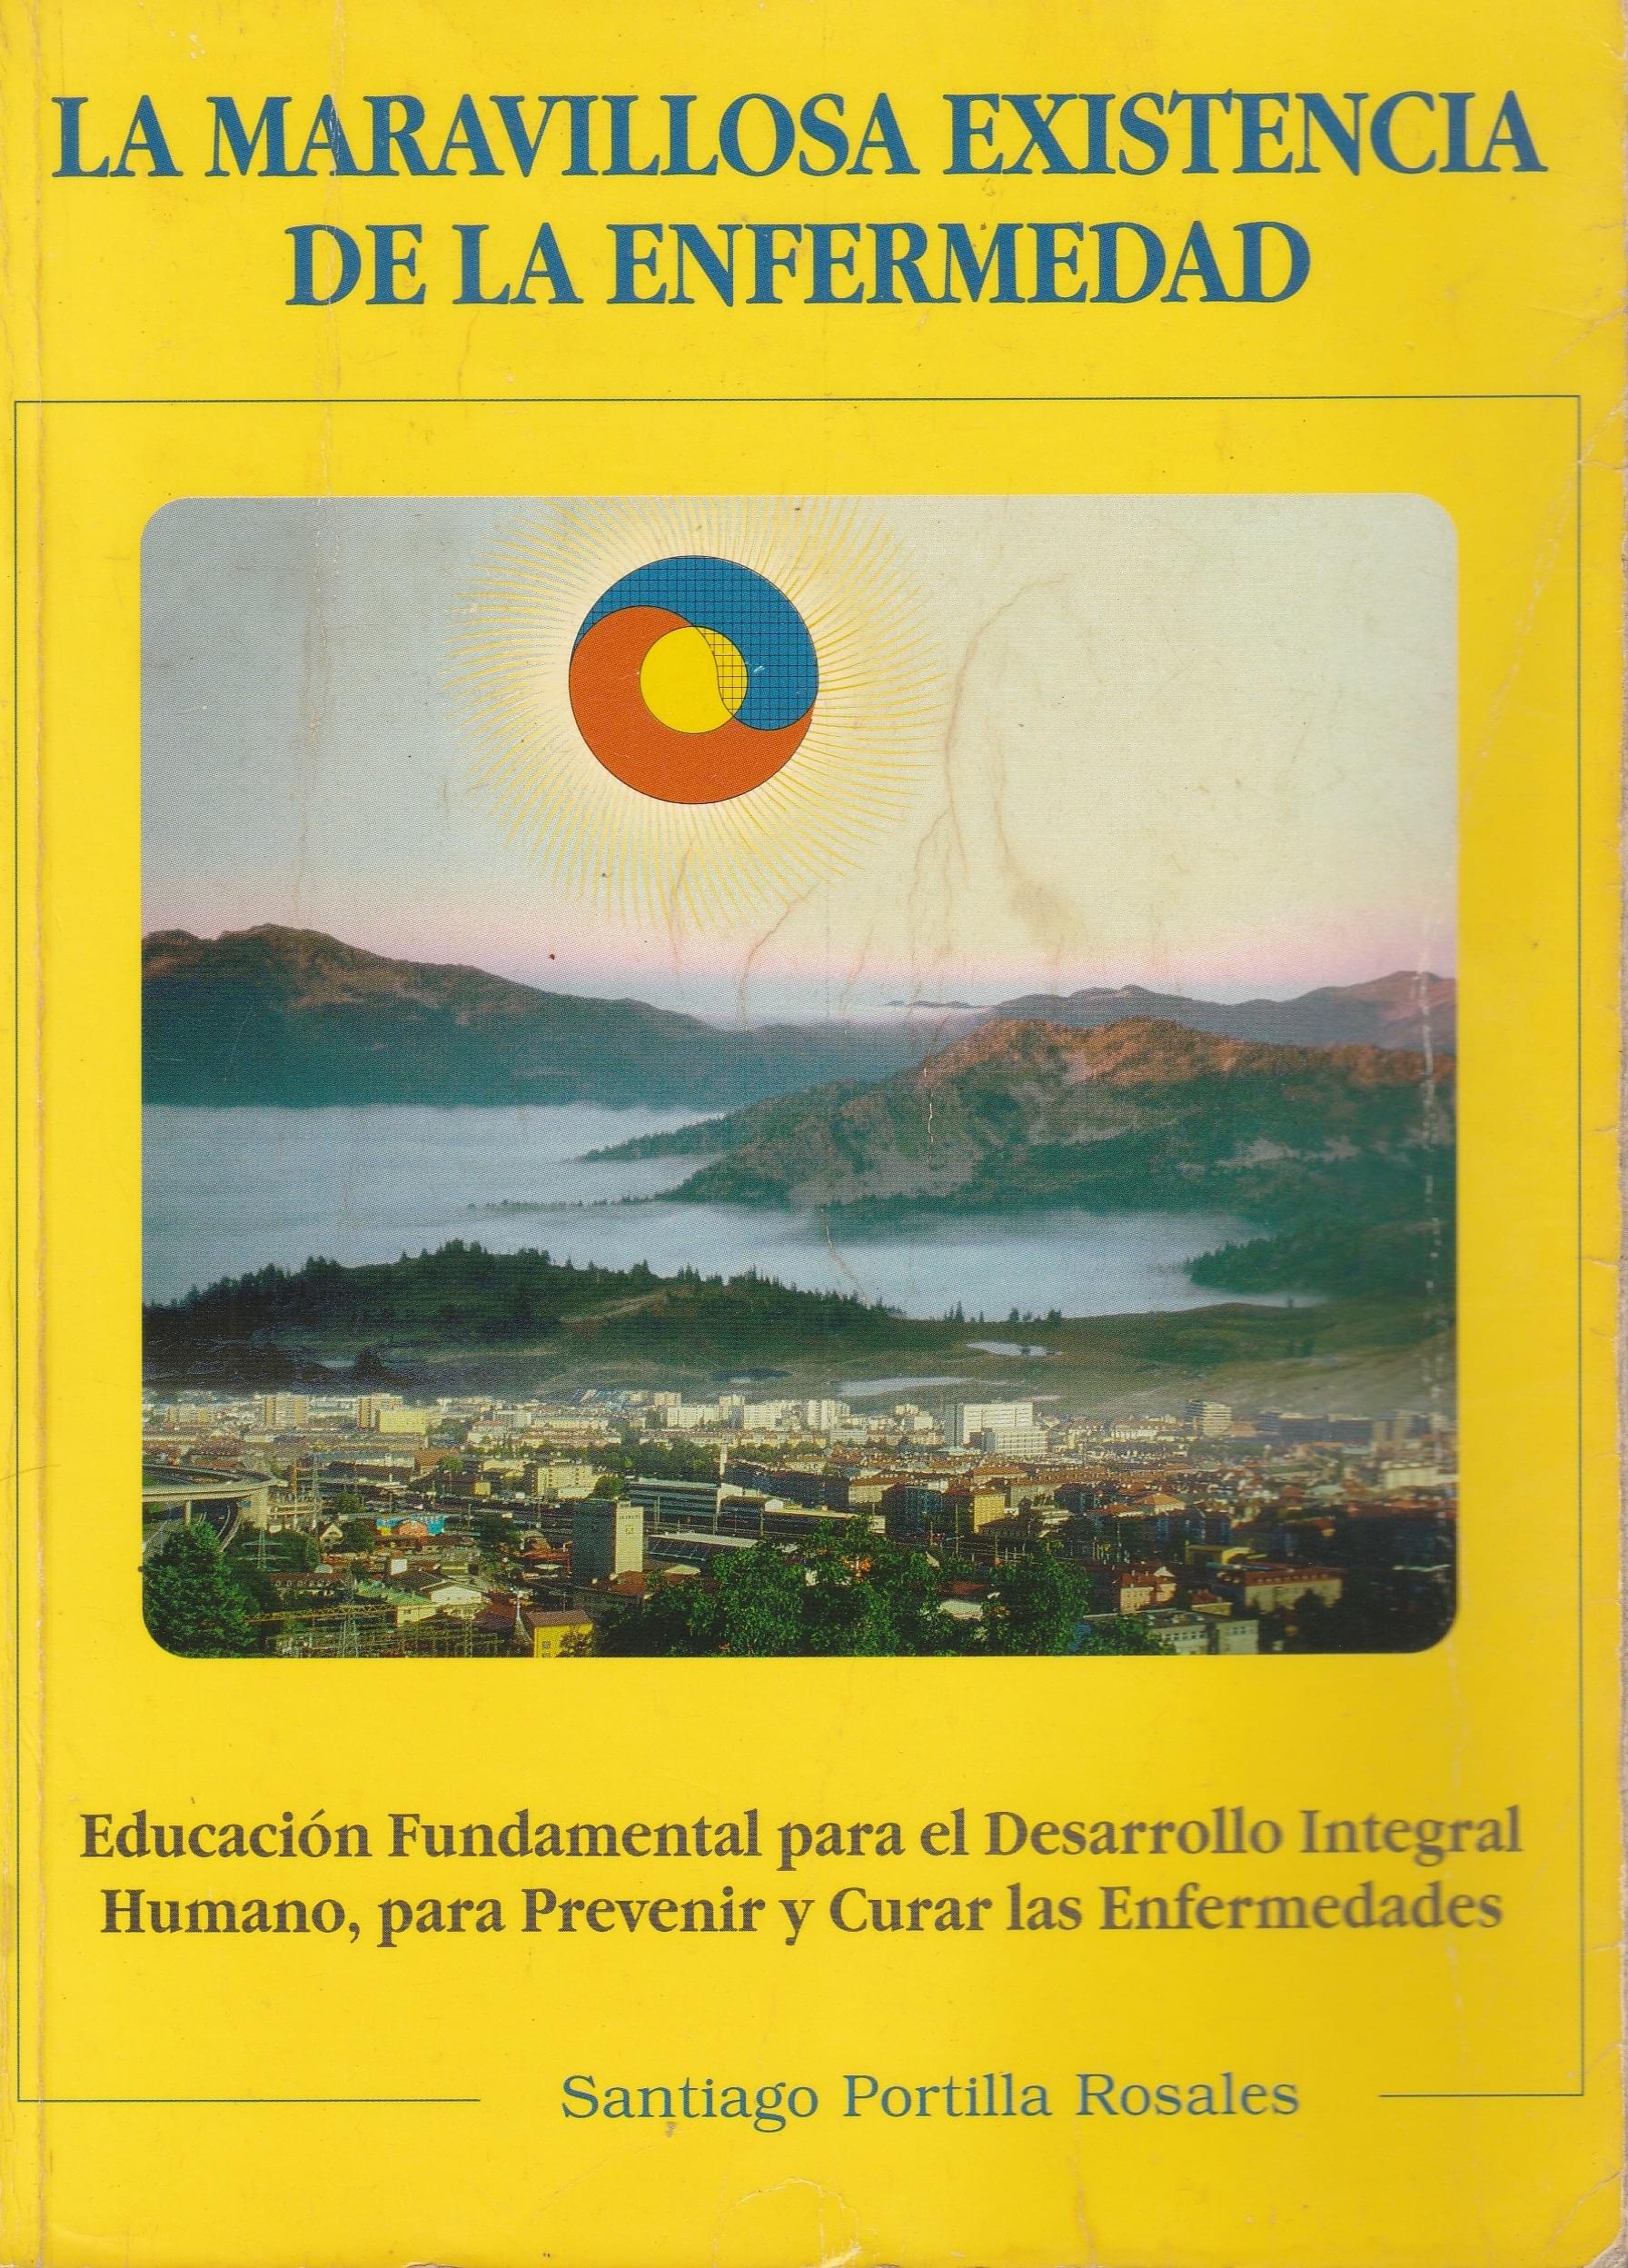 LA MARAVILLOSA EXISTENCIA
DE LA ENFERMEDAD
Educación Fundamental para el Desarrollo Integral
Humano, para Prevenir y Curar las Enfermedades
Santiago Portilla Rosales